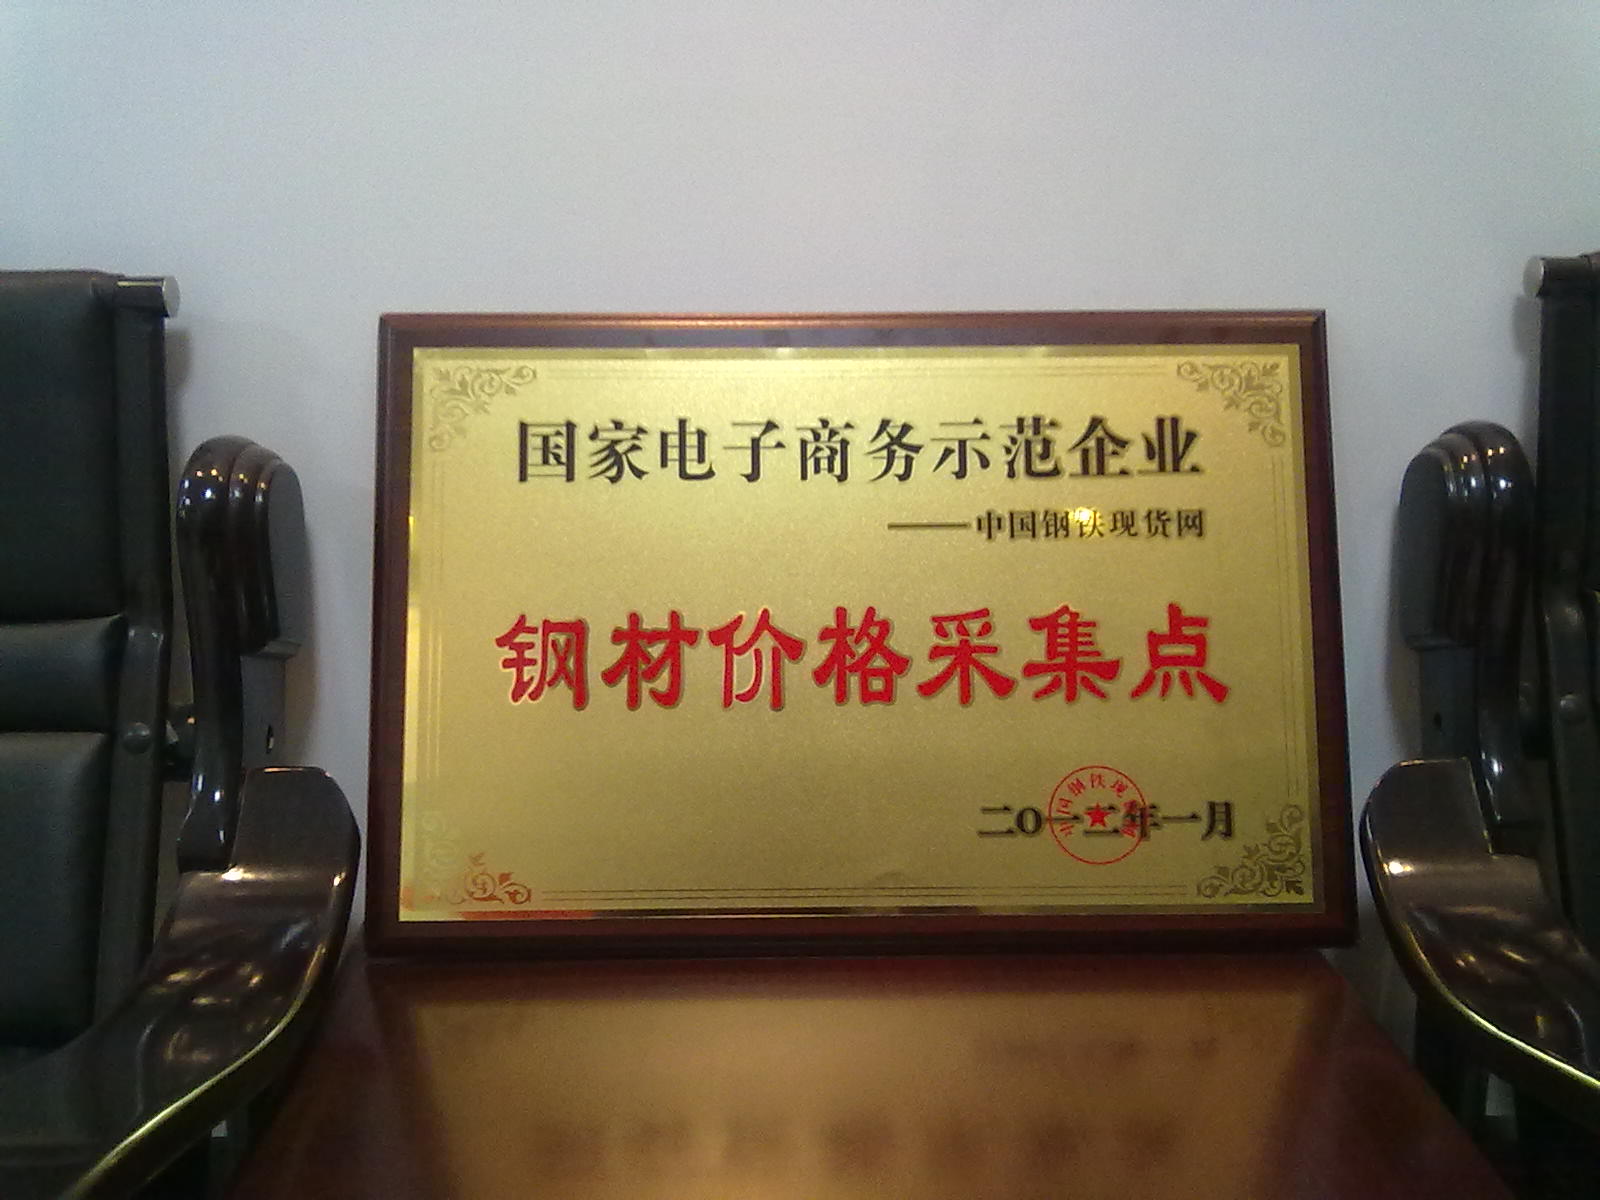 国家电子商务示范企业
——中国钢铁现货网
钢材价格采集点
二〇一二年一月